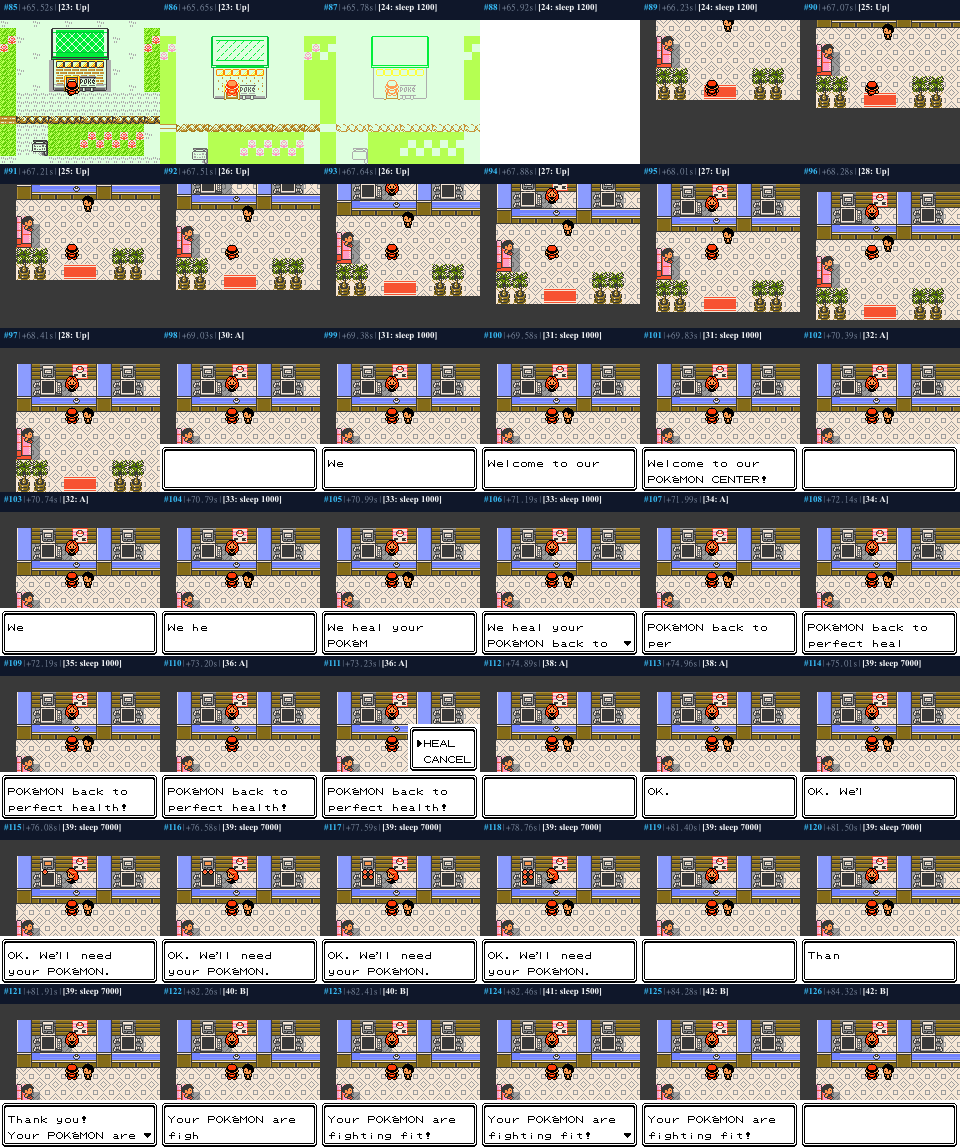 #85|+65.52s| [23: Up]
#86|+65.65s| [23: Up]
#87|+65.78s| [24: sleep 1200]
#88|+65.92s| [24: sleep 1200]
#89|+66.23s| [24: sleep 1200]
#90|+67.07s| [25: Up]
POKé
POKé
POKé
#91|+67.21s| [25: Up]
#92|+67.51s| [26: Up]
#93|+67.64s| [26: Up]
#94|+67.88s| [27: Up]
#95|+68.01s| [27: Up]
#96|+68.28s| [28: Up]
#97|+68.41s| [28: Up]
#98|+69.03s| [30: A]
#99|+69.38s| [31: sleep 1000]
#100|+69.58s| [31: sleep 1000]
#101|+69.83s| [31: sleep 1000]
#102|+70.39s| [32: A]
We
Welcome to our
Welcome to our
POKéMON CENTER!
#103|+70.74s| [32: A]
#104|+70.79s| [33: sleep 1000]
#105|+70.99s| [33: sleep 1000]
#106|+71.19s| [33: sleep 1000]
#107|+71.99s| [34: A]
#108|+72.14s| [34: A]
We
We he
We heal your
POKéM
We heal your
POKéMON back to ▼
POKéMON back to
per
POKéMON back to
perfect heal
#109|+72.19s| [35: sleep 1000]
#110|+73.20s| [36: A]
#111|+73.23s| [36: A]
#112|+74.89s| [38: A]
#113|+74.96s| [38: A]
#114|+75.01s| [39: sleep 7000]
POKéMON back to
perfect health!
POKéMON back to
perfect health!
▶HEAL
CANCEL
POKéMON back to
perfect health!
OK.
OK. We'l
#115|+76.08s| [39: sleep 7000]
#116|+76.58s| [39: sleep 7000]
#117|+77.59s| [39: sleep 7000]
#118|+78.76s| [39: sleep 7000]
#119|+81.40s| [39: sleep 7000]
#120|+81.50s| [39: sleep 7000]
OK. We'll need
your POKéMON.
OK. We'll need
your POKéMON.
OK. We'll need
your POKéMON.
OK. We'll need
your POKéMON.
Than
#121|+81.91s| [39: sleep 7000]
#122|+82.26s| [40: B]
#123|+82.41s| [40: B]
#124|+82.46s| [41: sleep 1500]
#125|+84.28s| [42: B]
#126|+84.32s| [42: B]
Thank you!
Your POKéMON are ▼
Your POKéMON are
figh
Your POKéMON are
fighting fit!
Your POKéMON are
fighting fit! ▼
Your POKéMON are
fighting fit!